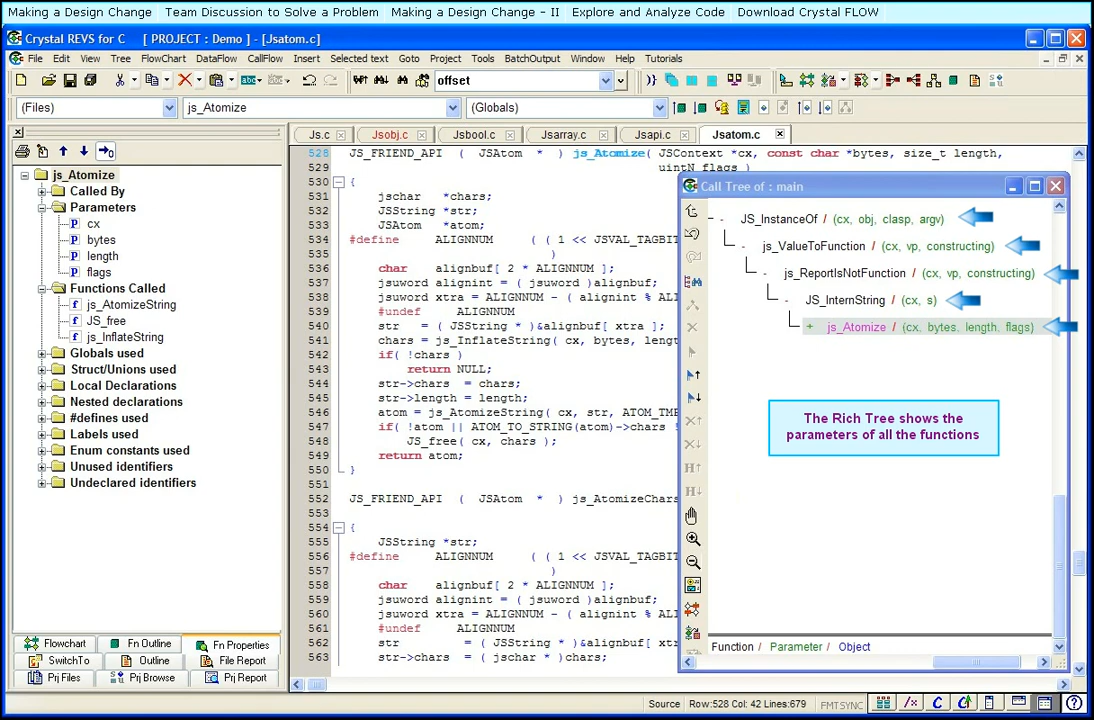 Making a Design Change   Team Discussion to Solve a Problem   Making a Design Change - II   Explore and Analyze Code   Download Crystal FLOW
Crystal REVS for C   [ PROJECT : Demo ] - [Jsatom.c]
File Edit View Tree FlowChart DataFlow CallFlow Insert Selected text Goto Project Tools BatchOutput Window Help Tutorials
offset
(Files) js_Atomize (Globals)
Js.c Jsobj.c Jsbool.c Jsarray.c Jsapi.c Jsatom.c
js_Atomize
Called By
Parameters
cx
bytes
length
flags
Functions Called
js_AtomizeString
JS_free
js_InflateString
Globals used
Struct/Unions used
Local Declarations
Nested declarations
#defines used
Labels used
Enum constants used
Unused identifiers
Undeclared identifiers
Flowchart Fn Outline Fn Properties
SwitchTo Outline File Report
Prj Files Prj Browse Prj Report
528 JS_FRIEND_API ( JSAtom * ) js_Atomize( JSContext *cx, const char *bytes, size_t length,
529 uintN flags )
530 {
531 jschar *chars;
532 JSString *str;
533 JSAtom *atom;
534 #define ALIGNNUM ( ( 1 << JSVAL_TAGBIT
535 )
536 char alignbuf[ 2 * ALIGNNUM ];
537 jsuword alignint = ( jsuword )alignbuf;
538 jsuword xtra = ALIGNNUM - ( alignint % AL
539 #undef ALIGNNUM
540 str = ( JSString * )&alignbuf[ xtra ];
541 chars = js_InflateString( cx, bytes, lengt
542 if( !chars )
543 return NULL;
544 str->chars = chars;
545 str->length = length;
546 atom = js_AtomizeString( cx, str, ATOM_TMP
547 if( !atom || ATOM_TO_STRING(atom)->chars !
548 JS_free( cx, chars );
549 return atom;
550 }
551
552 JS_FRIEND_API ( JSAtom * ) js_AtomizeChars
553
554 {
555 JSString *str;
556 #define ALIGNNUM ( ( 1 << JSVAL_TAGBIT
557 )
558 char alignbuf[ 2 * ALIGNNUM ];
559 jsuword alignint = ( jsuword )alignbuf;
560 jsuword xtra = ALIGNNUM - ( alignint % AL
561 #undef ALIGNNUM
562 str = ( JSString * )&alignbuf[ xt
563 str->chars = ( jschar * )chars;
Call Tree of : main
JS_InstanceOf / (cx, obj, clasp, argv)
js_ValueToFunction / (cx, vp, constructing)
js_ReportIsNotFunction / (cx, vp, constructing)
JS_InternString / (cx, s)
js_Atomize / (cx, bytes, length, flags)
The Rich Tree shows the
parameters of all the functions
Function / Parameter / Object
Source Row:528 Col: 42 Lines:679 FMTSYNC